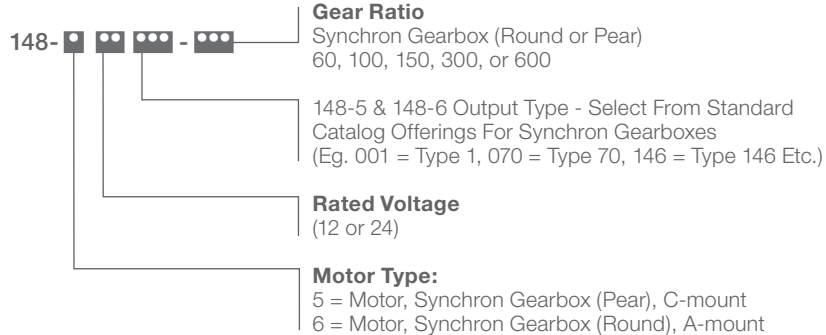 Gear Ratio
148- -
Synchron Gearbox (Round or Pear)
60, 100, 150, 300, or 600
148-5 & 148-6 Output Type - Select From Standard
Catalog Offerings For Synchron Gearboxes
(Eg. 001 = Type 1, 070 = Type 70, 146 = Type 146 Etc.)
Rated Voltage
(12 or 24)
Motor Type:
5 = Motor, Synchron Gearbox (Pear), C-mount
6 = Motor, Synchron Gearbox (Round), A-mount